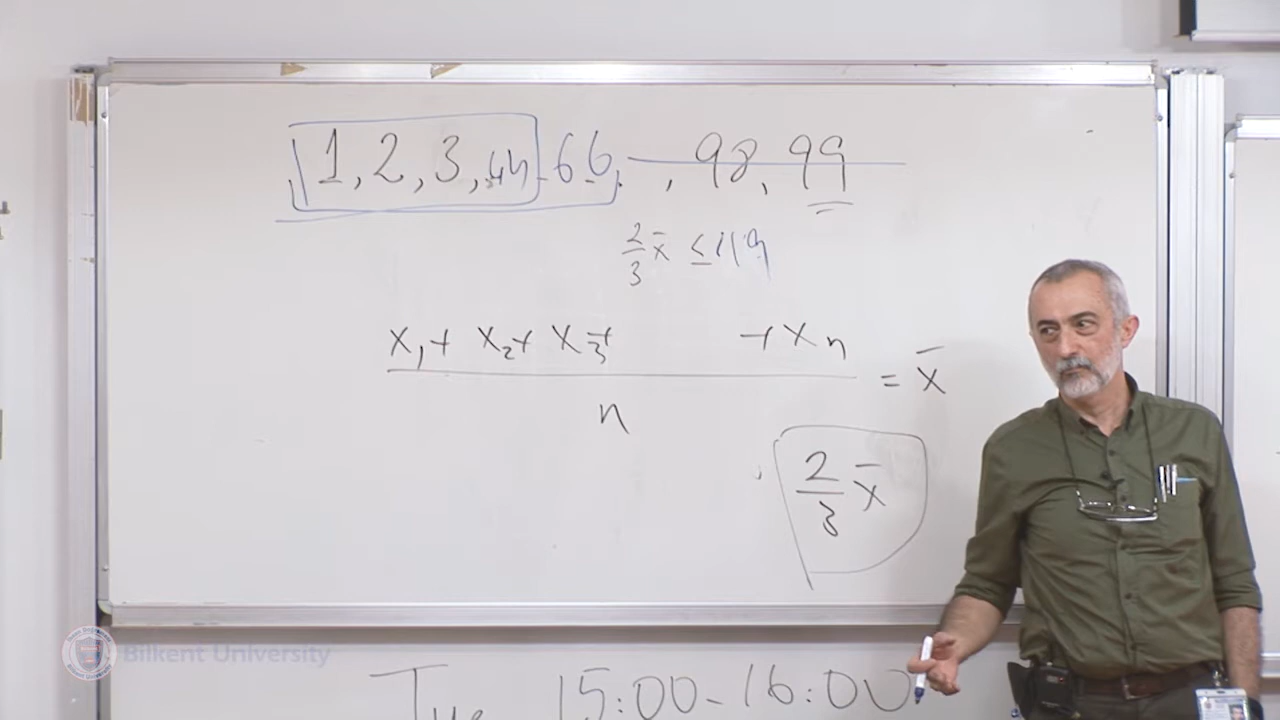 1, 2, 3, 44 66, , 98, 99
2/3 x̄ ≤
x₁ + x₂ + x₃ + + xₙ
= x̄
n
2/3 x̄
Bilkent University
Tue 15:00-16:00